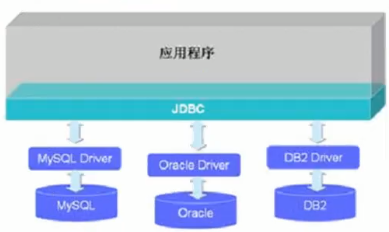 应用程序
JDBC
MySQL Driver
Oracle Driver
DB2 Driver
MySQL
Oracle
DB2